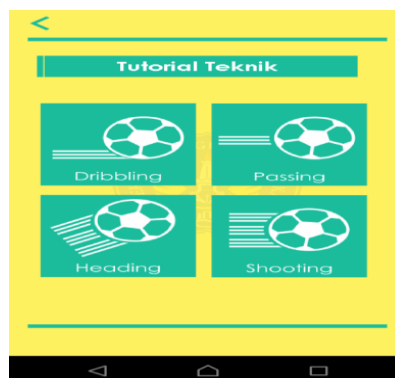 Tutorial Teknik
Dribbling
Passing
Heading
Shooting